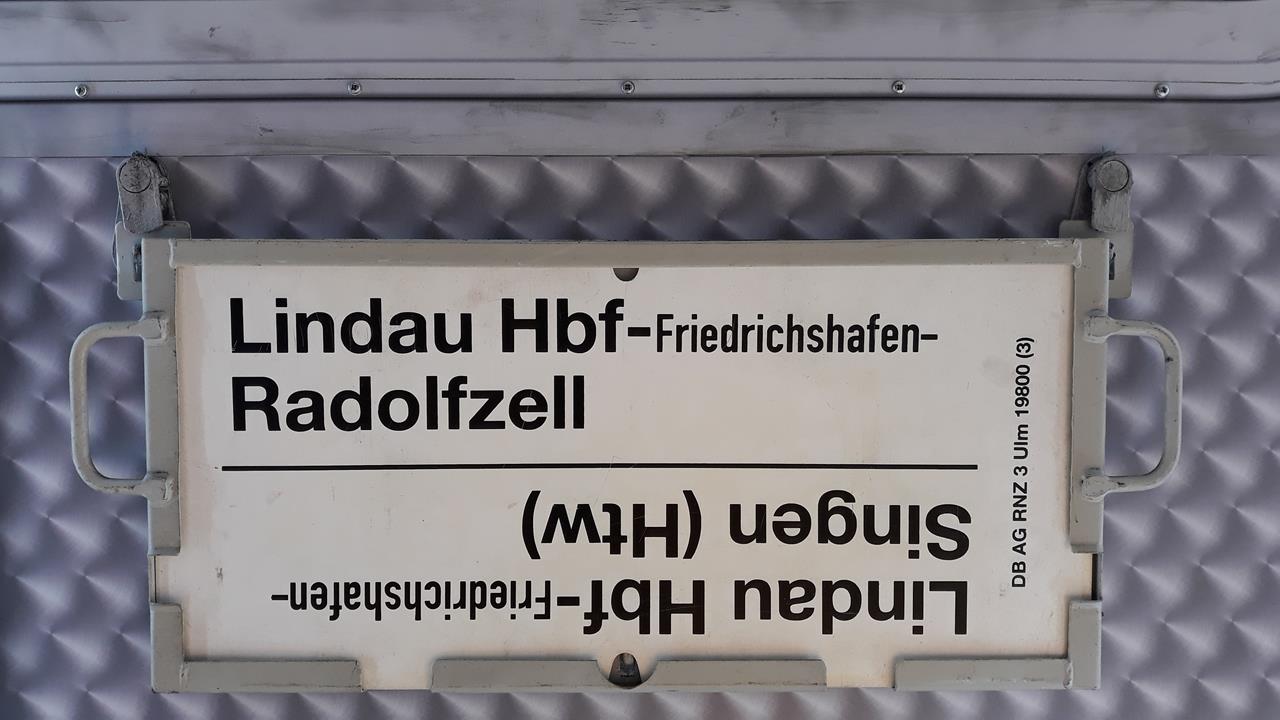 Lindau Hbf-Friedrichshafen-
Radolfzell
Lindau Hbf-Friedrichshafen-
Singen (Htw)
DB AG RNZ 3 Ulm 19800 (3)